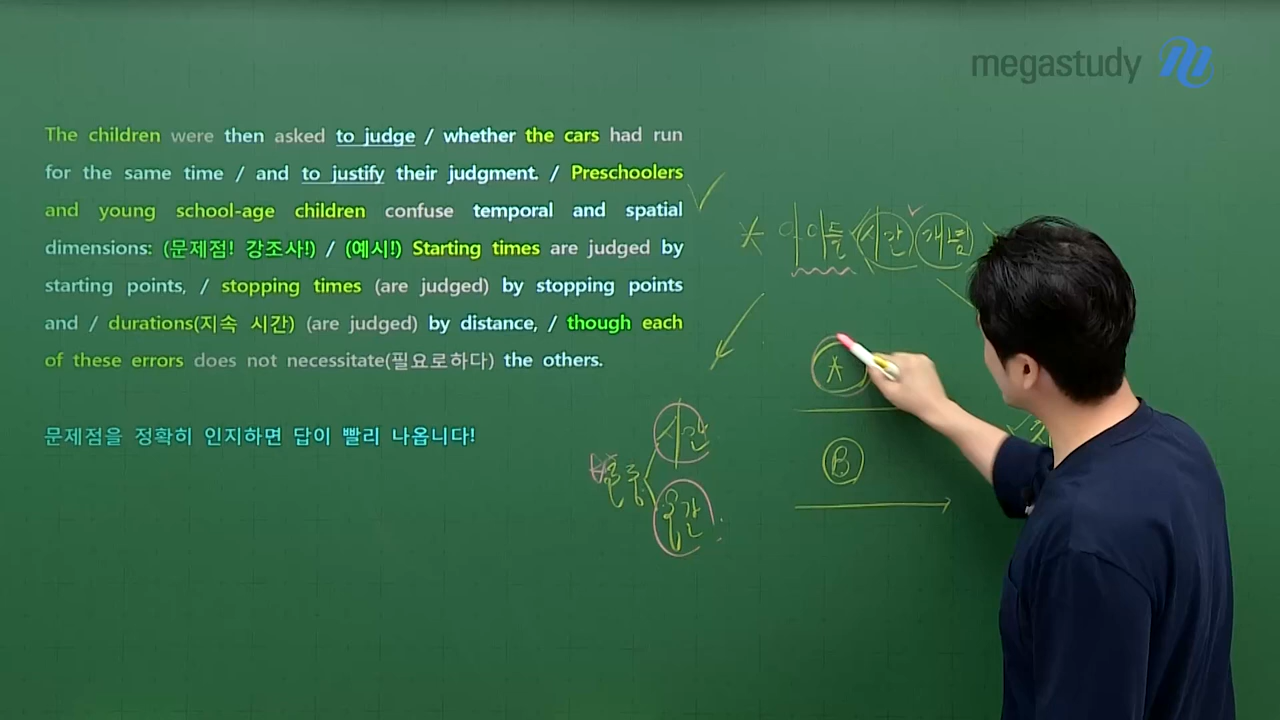 megastudy
The children were then asked to judge / whether the cars had run
for the same time / and to justify their judgment. / Preschoolers
and young school-age children confuse temporal and spatial
dimensions: (문제점! 강조사!) / (예시!) Starting times are judged by
starting points, / stopping times (are judged) by stopping points
and / durations(지속 시간) (are judged) by distance, / though each
of these errors does not necessitate(필요로하다) the others.
문제점을 정확히 인지하면 답이 빨리 나옵니다!
아이들 시간 개념
A
시간
B
공간